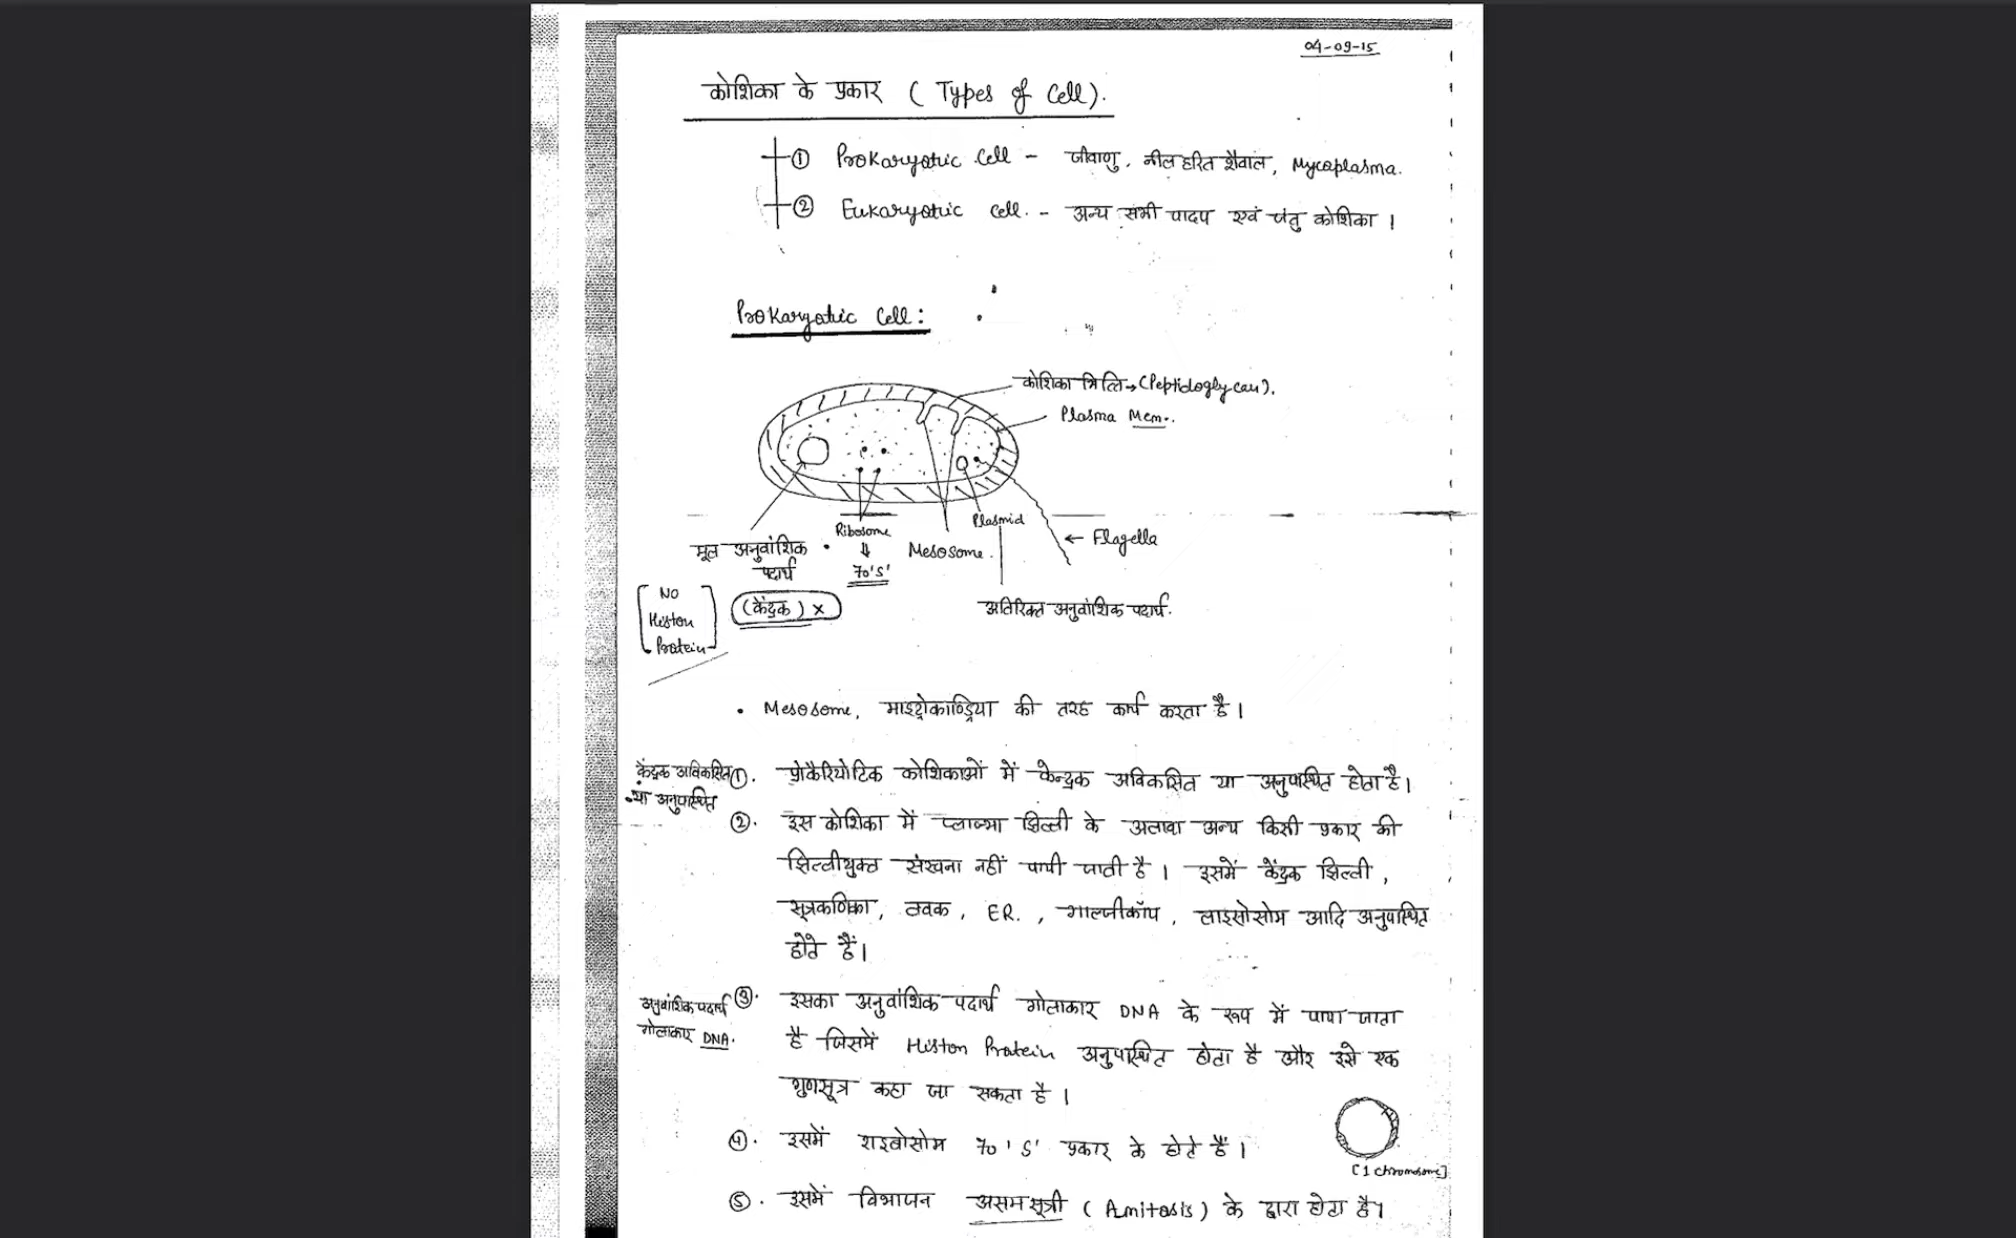 04-09-15
कोशिका के प्रकार ( Types of Cell ).
① Prokaryotic Cell - जीवाणु, नील हरित शैवाल, Mycoplasma.
② Eukaryotic Cell. - अन्य सभी पादप एवं जंतु कोशिका ।
Prokaryotic Cell :
कोशिका भित्ति → (Peptidoglycan).
Plasma Mem..
Plasmid
Ribosome
← Flagella
मूल अनुवांशिक
⇓
Mesosome.
पदार्थ
70's'
No
(केंद्रक) ×
अतिरिक्त अनुवांशिक पदार्थ.
Histon
Protein
• Mesosome, माइट्रोकाण्ड्रिया की तरह कार्य करता है ।
केंद्रक अविकसित
या अनुपास्थित
①. प्रोकैरियोटिक कोशिकाओं में केन्द्रक अविकसित या अनुपास्थित होता है।
②. इस कोशिका में प्लाज्मा झिल्ली के अलावा अन्य किसी प्रकार की
झिल्लीयुक्त संरचना नहीं पायी जाती है । इसमें केंद्रक झिल्ली ,
सूत्रकणिका, लवक, ER. , गाल्जीकॉय , लाइसोसोम आदि अनुपास्थित
होते हैं।
अनुवांशिक पदार्थ
गोलाकार DNA.
③. इसका अनुवांशिक पदार्थ गोलाकार DNA के रूप में पाया जाता
है जिसमें Histon Protein अनुपास्थित होता है और इसे एक
गुणसूत्र कहा जा सकता है ।
④. इसमें राइबोसोम 70 'S' प्रकार के होते हैं ।
[1 chromosome]
⑤. इसमें विभाजन असमसूत्री ( Amitosis ) के द्वारा होता है।